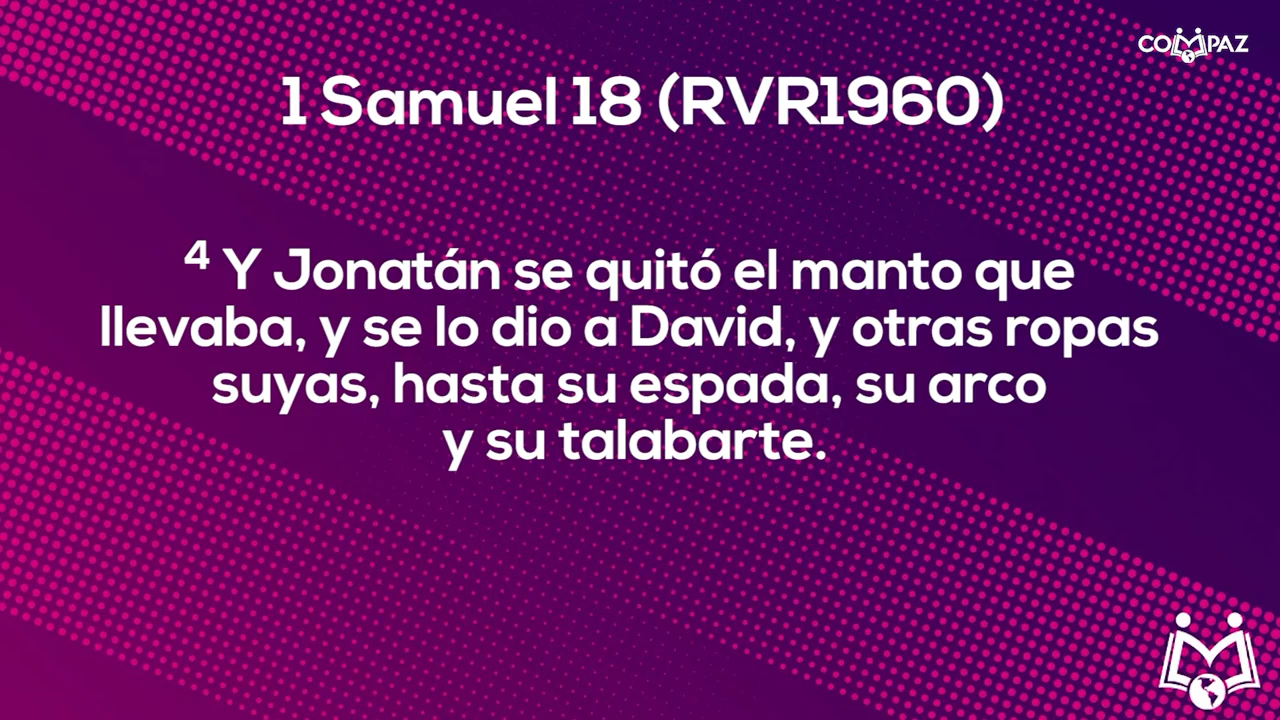 COMPAZ
1 Samuel 18 (RVR1960)
4 Y Jonatán se quitó el manto que
llevaba, y se lo dio a David, y otras ropas
suyas, hasta su espada, su arco
y su talabarte.